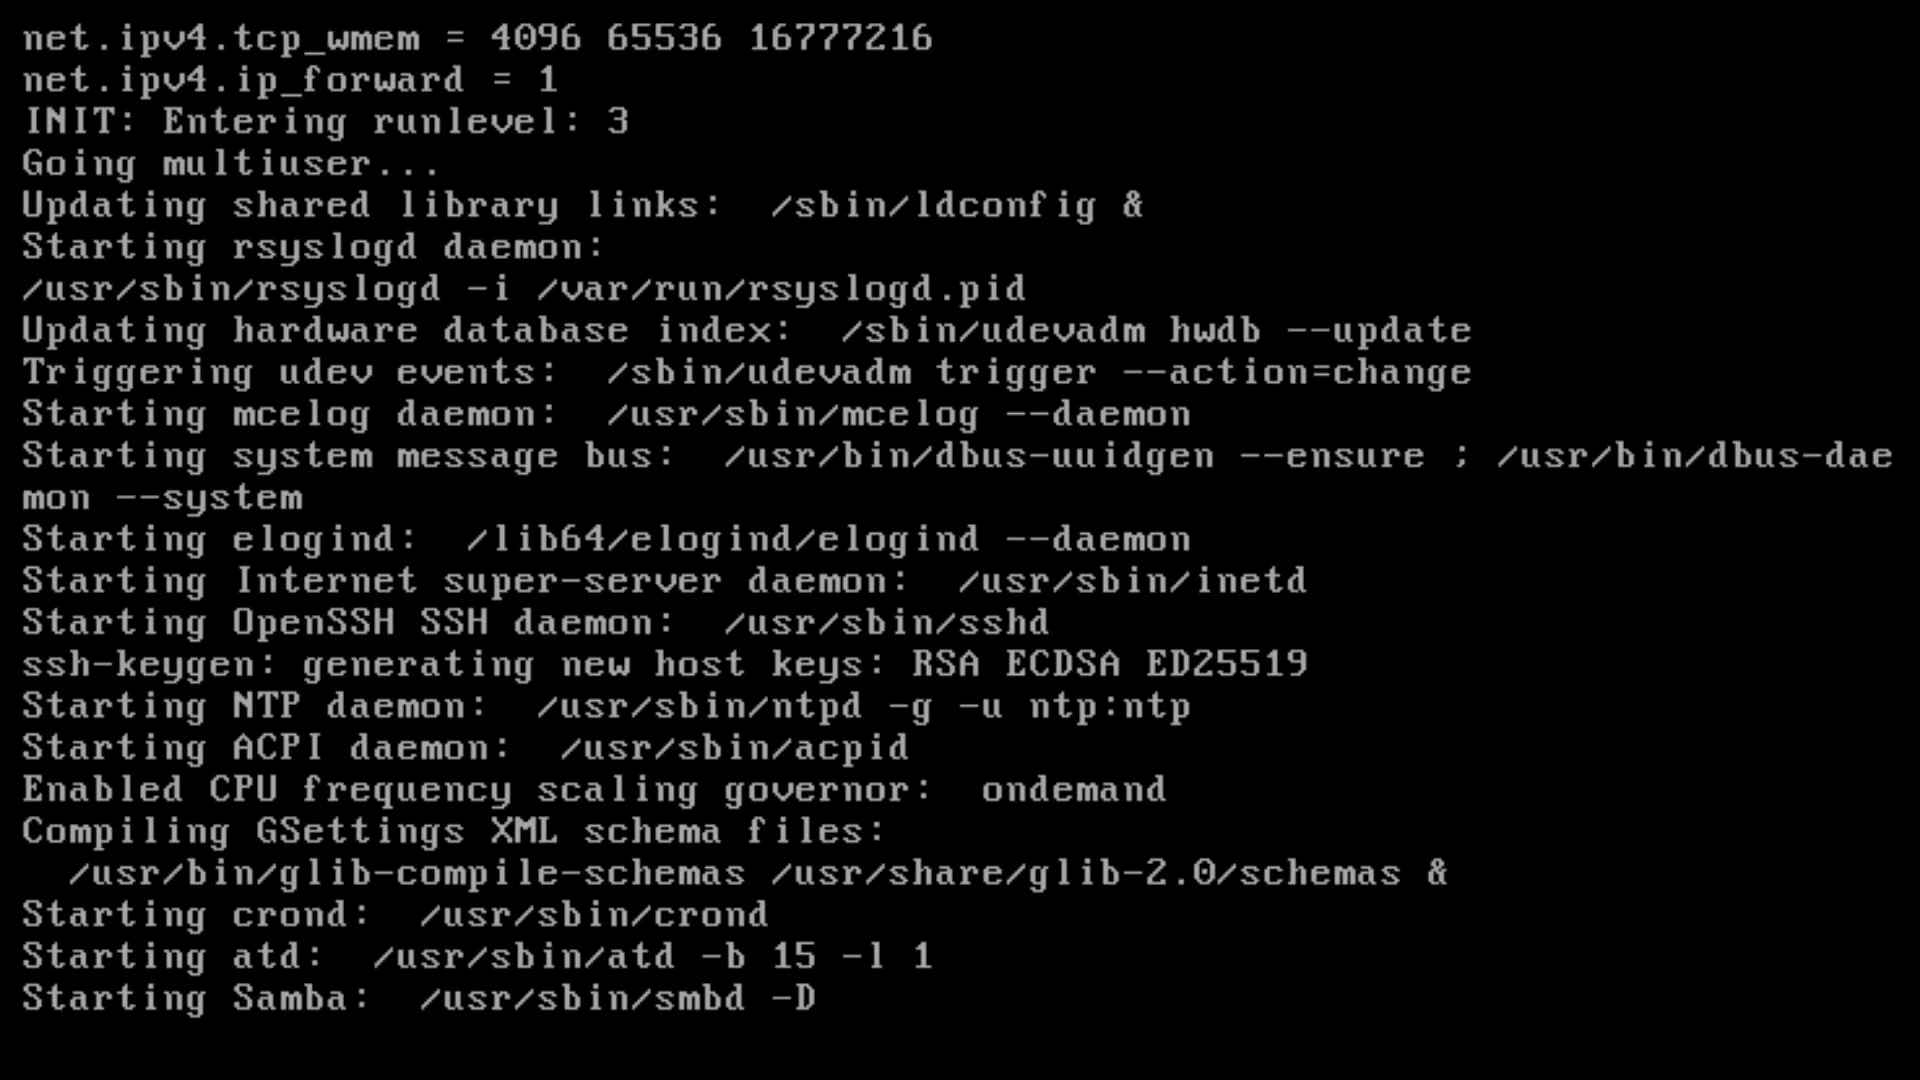 net.ipv4.tcp_wmem = 4096 65536 16777216
net.ipv4.ip_forward = 1
INIT: Entering runlevel: 3
Going multiuser...
Updating shared library links:  /sbin/ldconfig &
Starting rsyslogd daemon:
/usr/sbin/rsyslogd -i /var/run/rsyslogd.pid
Updating hardware database index:  /sbin/udevadm hwdb --update
Triggering udev events:  /sbin/udevadm trigger --action=change
Starting mcelog daemon:  /usr/sbin/mcelog --daemon
Starting system message bus:  /usr/bin/dbus-uuidgen --ensure ; /usr/bin/dbus-dae
mon --system
Starting elogind:  /lib64/elogind/elogind --daemon
Starting Internet super-server daemon:  /usr/sbin/inetd
Starting OpenSSH SSH daemon:  /usr/sbin/sshd
ssh-keygen: generating new host keys: RSA ECDSA ED25519
Starting NTP daemon:  /usr/sbin/ntpd -g -u ntp:ntp
Starting ACPI daemon:  /usr/sbin/acpid
Enabled CPU frequency scaling governor:  ondemand
Compiling GSettings XML schema files:
  /usr/bin/glib-compile-schemas /usr/share/glib-2.0/schemas &
Starting crond:  /usr/sbin/crond
Starting atd:  /usr/sbin/atd -b 15 -l 1
Starting Samba:  /usr/sbin/smbd -D